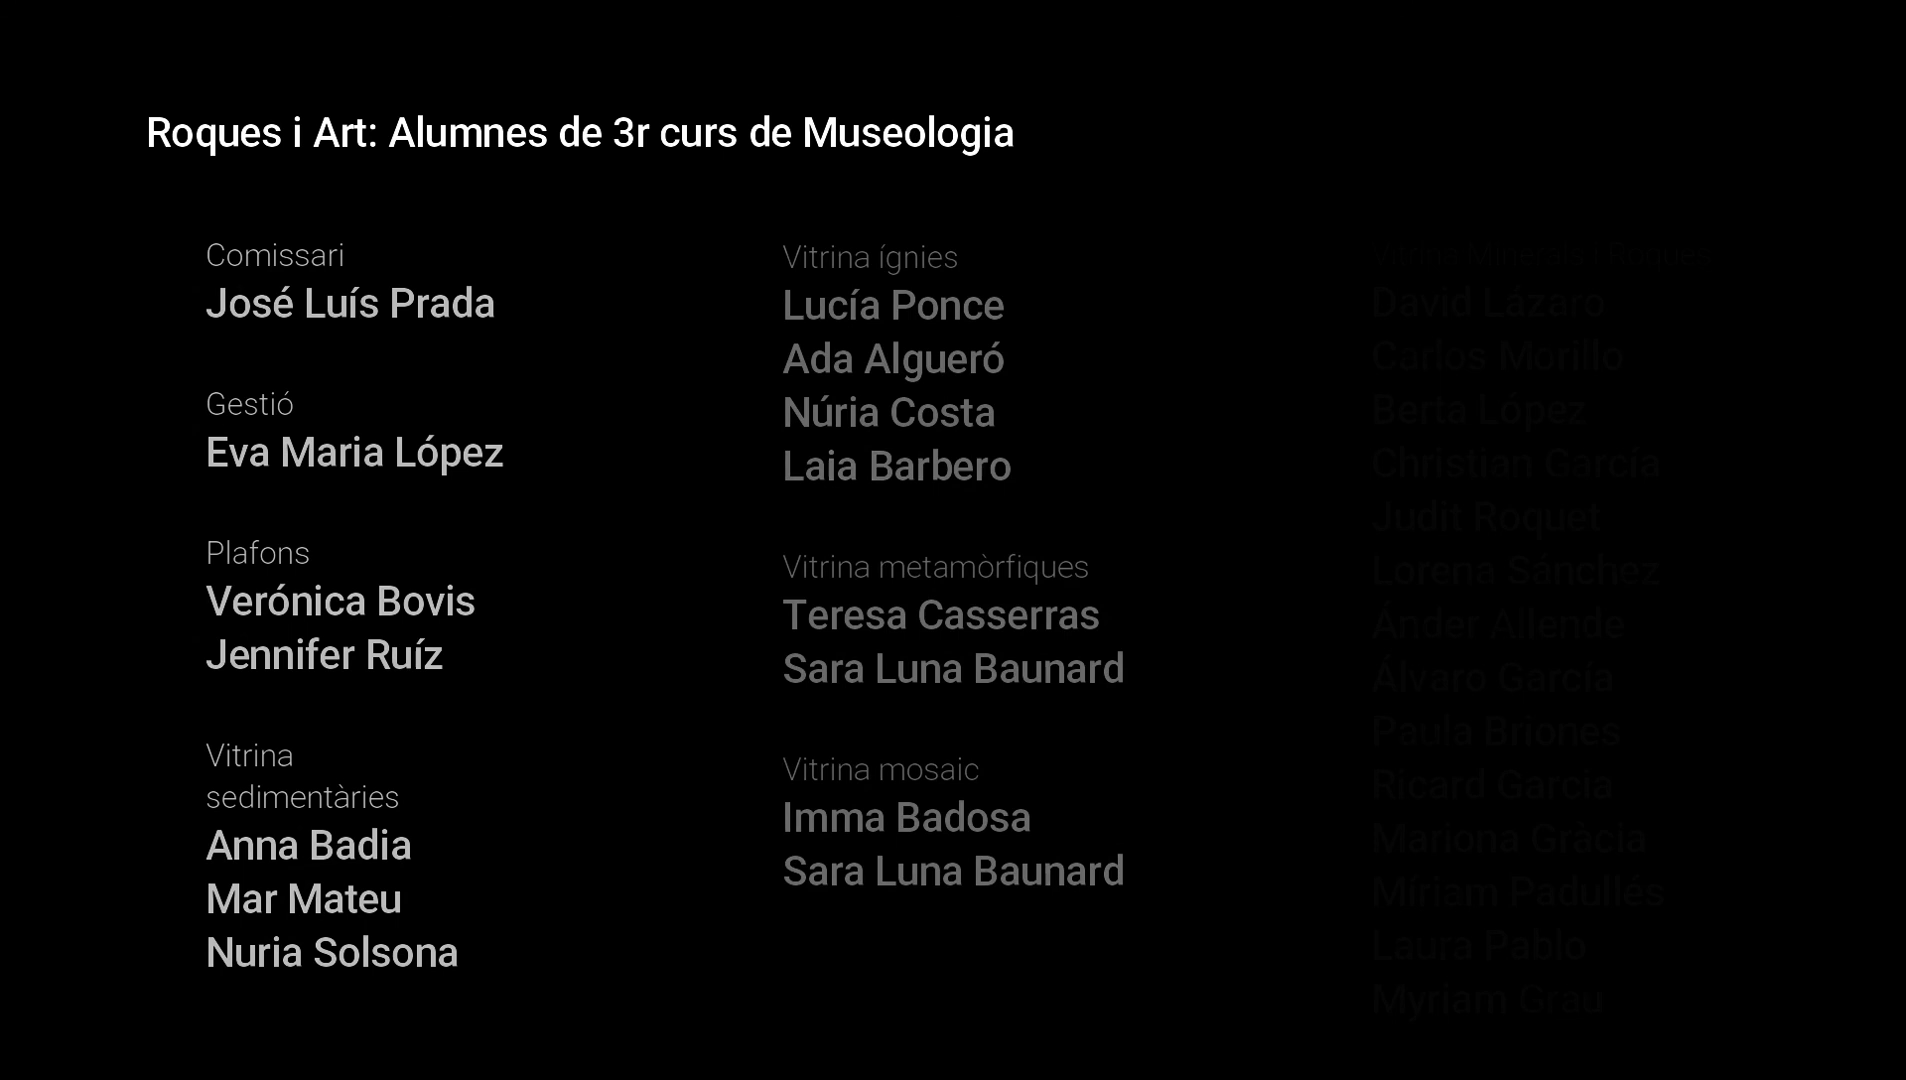 Roques i Art: Alumnes de 3r curs de Museologia
Comissari
José Luís Prada
Gestió
Eva Maria López
Plafons
Verónica Bovis
Jennifer Ruíz
Vitrina
sedimentàries
Anna Badia
Mar Mateu
Nuria Solsona
Vitrina ígnies
Lucía Ponce
Ada Algueró
Núria Costa
Laia Barbero
Vitrina metamòrfiques
Teresa Casserras
Sara Luna Baunard
Vitrina mosaic
Imma Badosa
Sara Luna Baunard
Vitrina Minerals i Roques
David Lázaro
Carlos Morillo
Berta López
Christian García
Judit Roquet
Lorena Sánchez
Ánder Allende
Álvaro García
Paula Briones
Ricard Garcia
Mariona Gràcia
Míriam Padullés
Laura Pablo
Myriam Grau